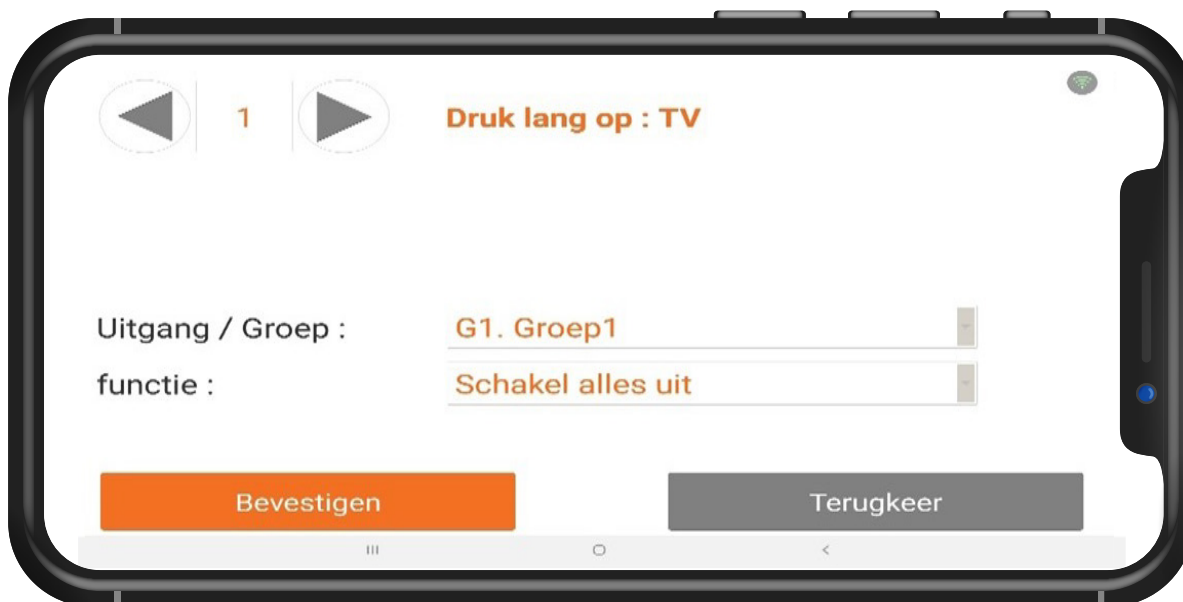 1
Druk lang op : TV
Uitgang / Groep :
G1. Groep1
functie :
Schakel alles uit
Bevestigen
Terugkeer